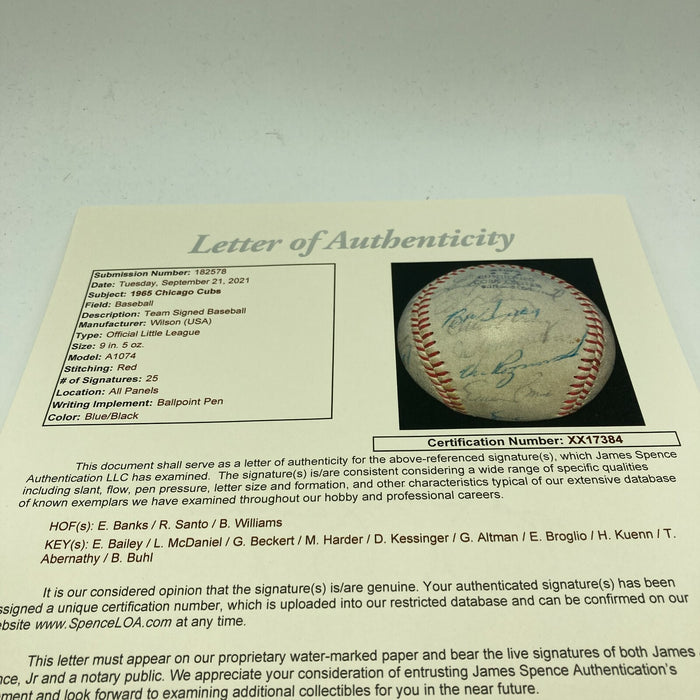 Letter of Authenticity
Submission Number: 182578
Date: Tuesday, September 21, 2021
Subject: 1965 Chicago Cubs
Field: Baseball
Description: Team Signed Baseball
Manufacturer: Wilson (USA)
Type: Official Little League
Size: 9 in. 5 oz.
Model: A1074
Stitching: Red
# of Signatures: 25
Location: All Panels
Writing Implement: Ballpoint Pen
Color: Blue/Black
Certification Number: XX17384
This document shall serve as a letter of authenticity for the above-referenced signature(s), which James Spence
Authentication LLC has examined. The signature(s) is/are consistent considering a wide range of specific qualities
including slant, flow, pen pressure, letter size and formation, and other characteristics typical of our extensive database
of known exemplars we have examined throughout our hobby and professional careers.
HOF(s): E. Banks / R. Santo / B. Williams
KEY(s): E. Bailey / L. McDaniel / G. Beckert / M. Harder / D. Kessinger / G. Altman / E. Broglio / H. Kuenn / T.
Abernathy / B. Buhl
It is our considered opinion that the signature(s) is/are genuine. Your authenticated signature(s) has been
ssigned a unique certification number, which is uploaded into our restricted database and can be confirmed on our
ebsite www.SpenceLOA.com at any time.
This letter must appear on our proprietary water-marked paper and bear the live signatures of both James
nce, Jr and a notary public. We appreciate your consideration of entrusting James Spence Authentication's
ment and look forward to examining additional collectibles for you in the near future.